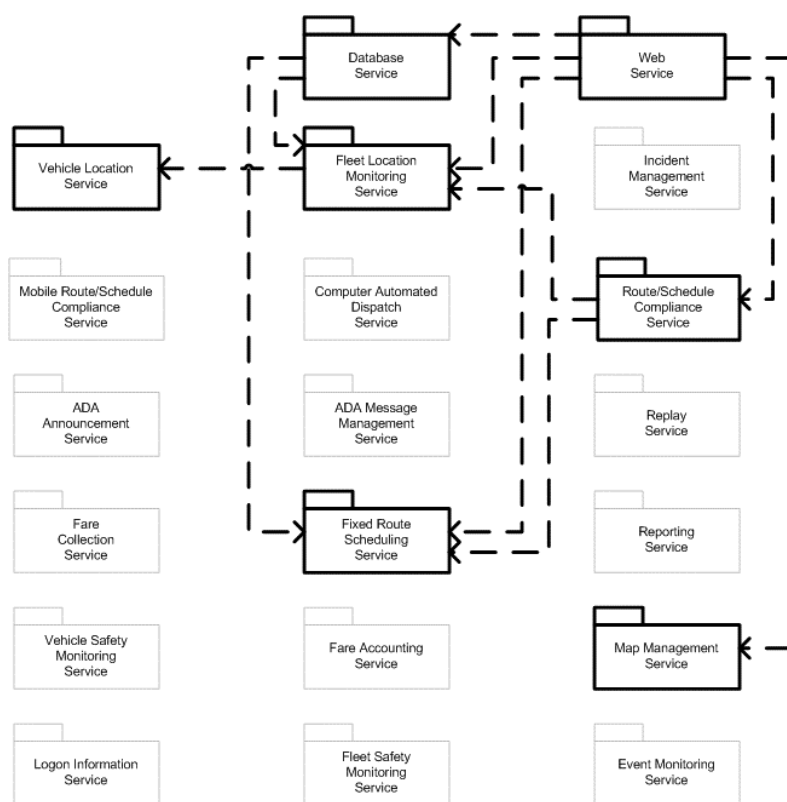 Database
Service
Web
Service
Vehicle Location
Service
Fleet Location
Monitoring
Service
Incident
Management
Service
Mobile Route/Schedule
Compliance
Service
Computer Automated
Dispatch
Service
Route/Schedule
Compliance
Service
ADA
Announcement
Service
ADA Message
Management
Service
Replay
Service
Fare
Collection
Service
Fixed Route
Scheduling
Service
Reporting
Service
Vehicle Safety
Monitoring
Service
Fare Accounting
Service
Map Management
Service
Logon Information
Service
Fleet Safety
Monitoring
Service
Event Monitoring
Service